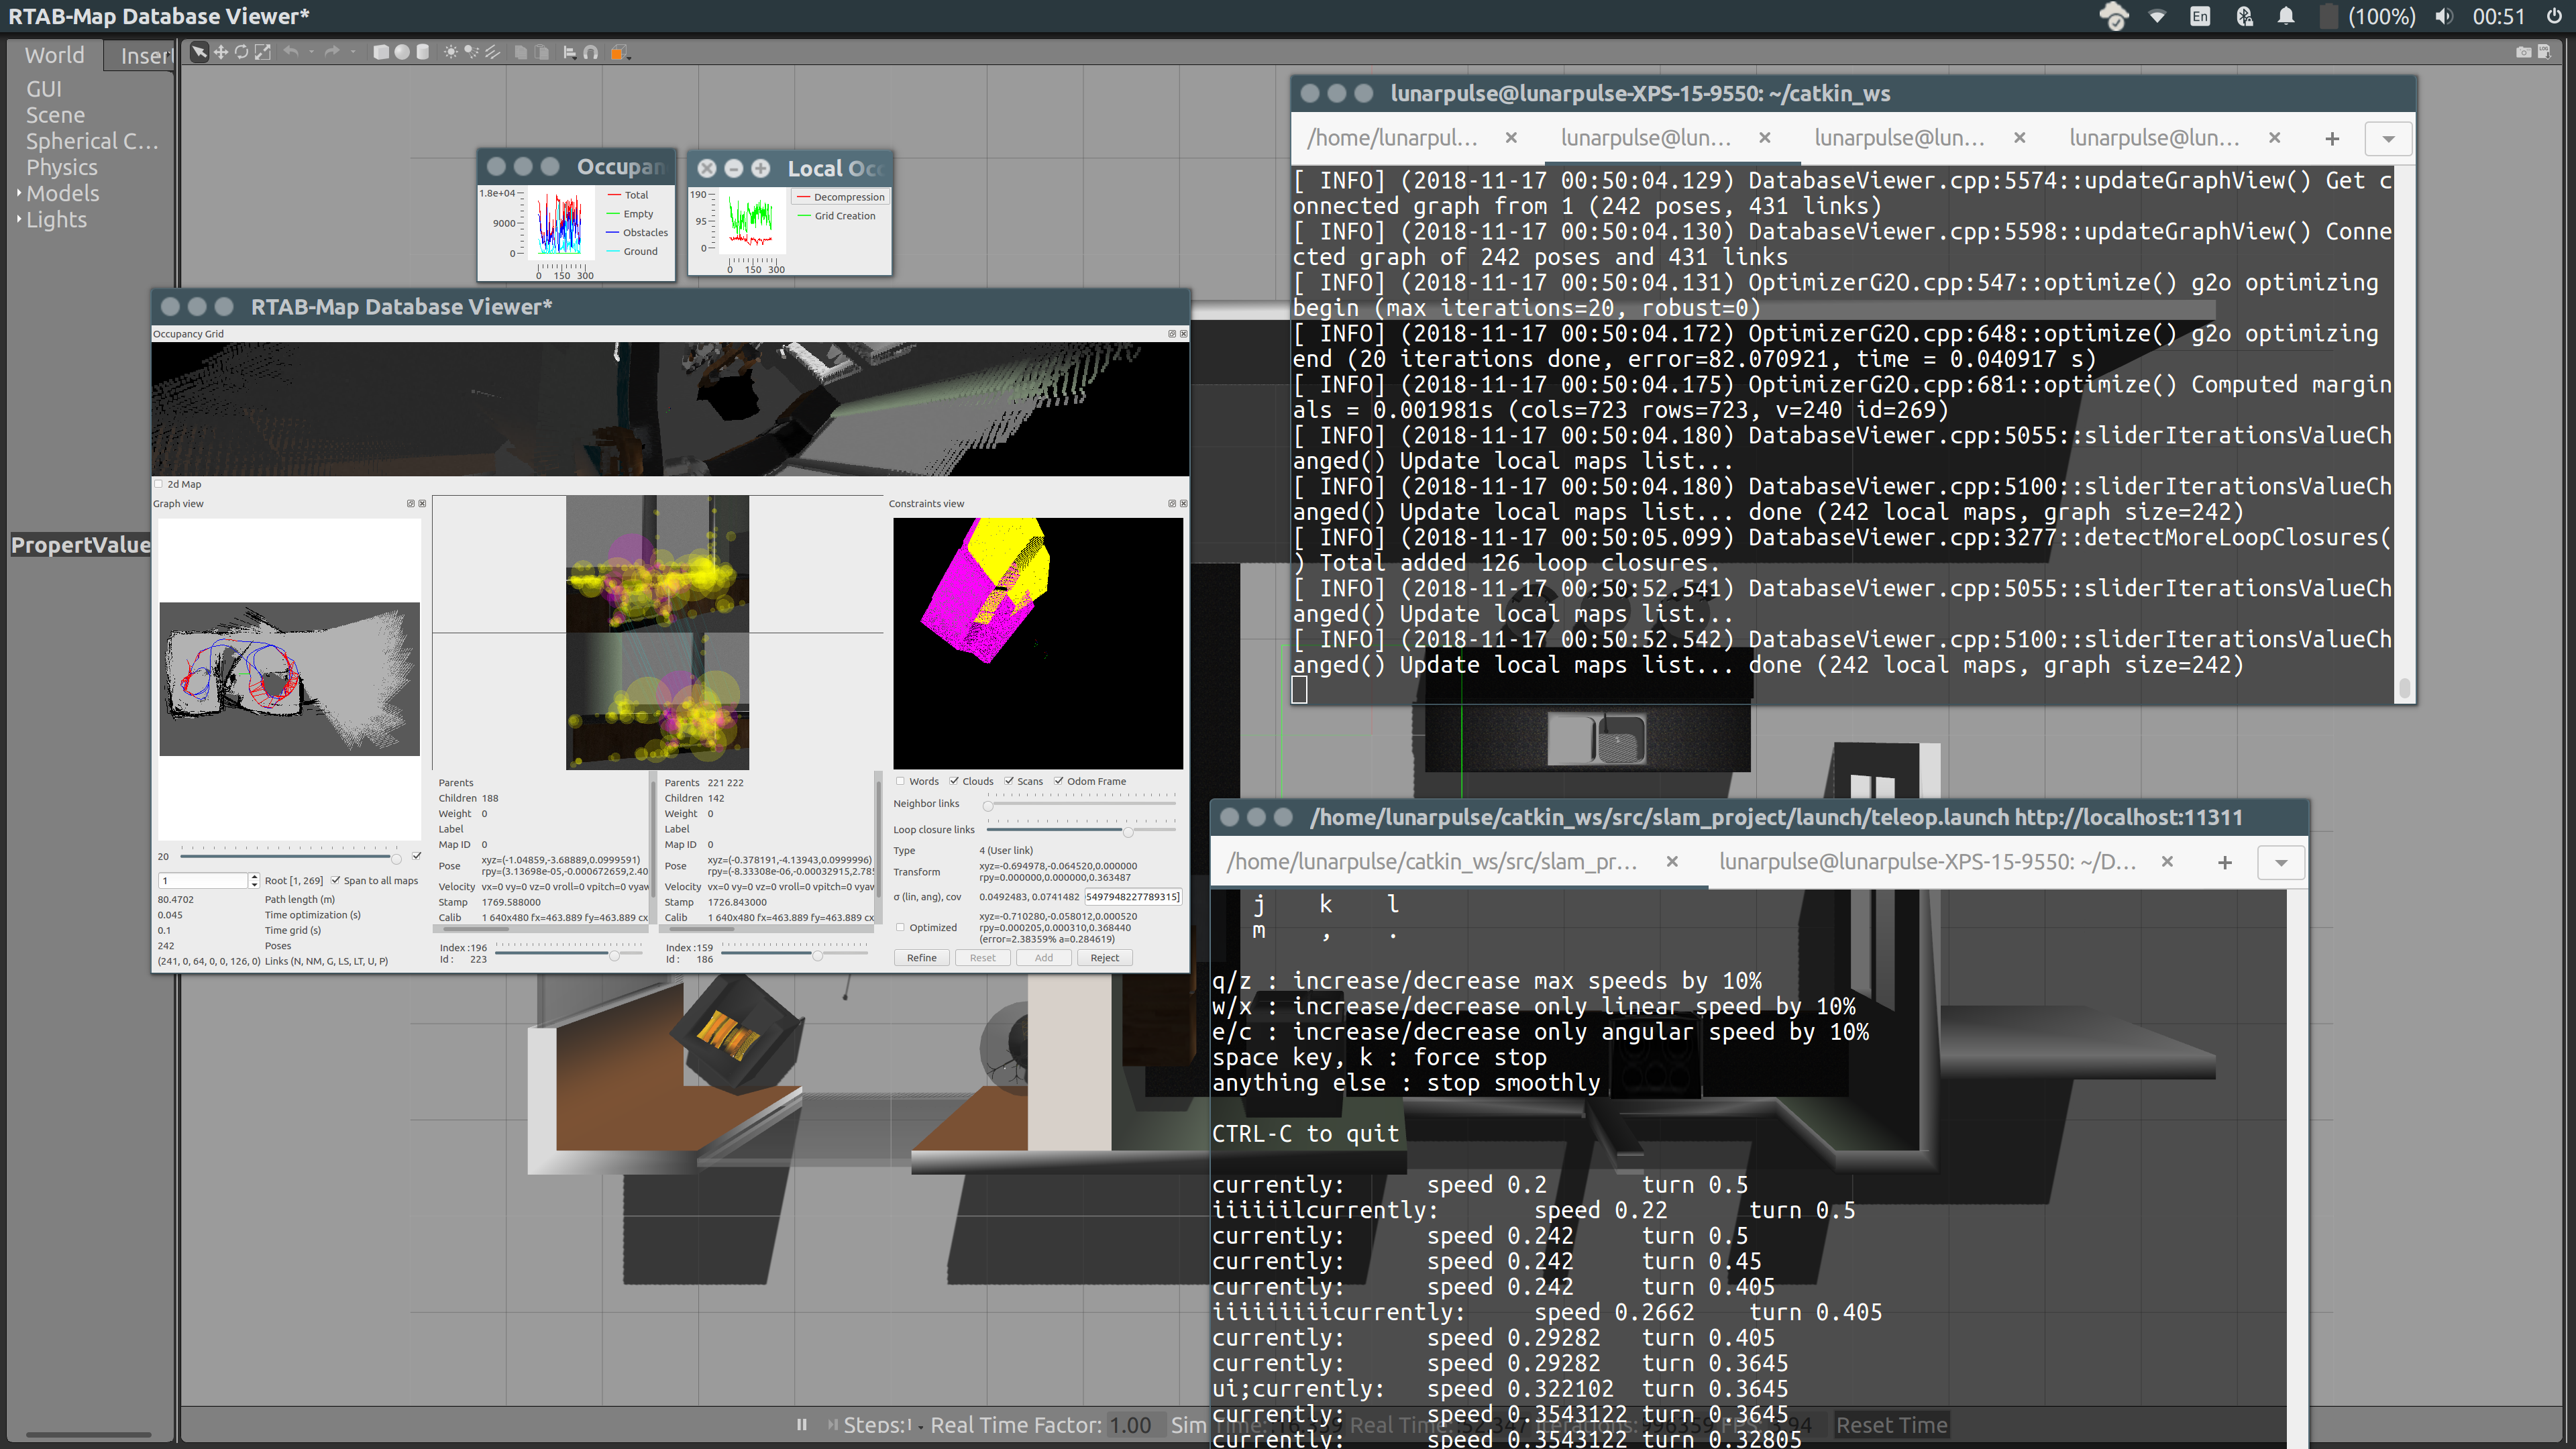 RTAB-Map Database Viewer*
En
(100%)
00:51
World
Insert
GUI
Scene
Spherical C...
Physics
Models
Lights
PropertValue
Occupan
1.8e+04
9000
0
0 150 300
Total
Empty
Obstacles
Ground
Local Occ
190
95
0
0 150 300
Decompression
Grid Creation
RTAB-Map Database Viewer*
Occupancy Grid
2d Map
Graph view
20
1
Root [1, 269]
Span to all maps
80.4702 Path length (m)
0.045 Time optimization (s)
0.1 Time grid (s)
242 Poses
(241, 0, 64, 0, 0, 126, 0) Links (N, NM, G, LS, LT, U, P)
Parents
Children 188
Weight 0
Label
Map ID 0
Pose xyz=(-1.04859,-3.68889,0.0999591)
rpy=(3.13698e-05,-0.000672659,2.40
Velocity vx=0 vy=0 vz=0 vroll=0 vpitch=0 vyaw
Stamp 1769.588000
Calib 1 640x480 fx=463.889 fy=463.889 cx
Index :196
Id : 223
Parents 221 222
Children 142
Weight 0
Label
Map ID 0
Pose xyz=(-0.378191,-4.13943,0.0999996)
rpy=(-8.33308e-06,-0.00032915,2.785
Velocity vx=0 vy=0 vz=0 vroll=0 vpitch=0 vyaw
Stamp 1726.843000
Calib 1 640x480 fx=463.889 fy=463.889 cx
Index :159
Id : 186
Constraints view
Words Clouds Scans Odom Frame
Neighbor links
Loop closure links
Type 4 (User link)
Transform xyz=-0.694978,-0.064520,0.000000
rpy=0.000000,0.000000,0.363487
σ (lin, ang), cov 0.0492483, 0.0741482 5497948227789315]
Optimized xyz=-0.710280,-0.058012,0.000520
rpy=0.000205,0.000310,0.368440
(error=2.38359% a=0.284619)
Refine Reset Add Reject
lunarpulse@lunarpulse-XPS-15-9550: ~/catkin_ws
/home/lunarpul... lunarpulse@lun... lunarpulse@lun... lunarpulse@lun...
[ INFO] (2018-11-17 00:50:04.129) DatabaseViewer.cpp:5574::updateGraphView() Get c
onnected graph from 1 (242 poses, 431 links)
[ INFO] (2018-11-17 00:50:04.130) DatabaseViewer.cpp:5598::updateGraphView() Conne
cted graph of 242 poses and 431 links
[ INFO] (2018-11-17 00:50:04.131) OptimizerG2O.cpp:547::optimize() g2o optimizing
begin (max iterations=20, robust=0)
[ INFO] (2018-11-17 00:50:04.172) OptimizerG2O.cpp:648::optimize() g2o optimizing
end (20 iterations done, error=82.070921, time = 0.040917 s)
[ INFO] (2018-11-17 00:50:04.175) OptimizerG2O.cpp:681::optimize() Computed margin
als = 0.001981s (cols=723 rows=723, v=240 id=269)
[ INFO] (2018-11-17 00:50:04.180) DatabaseViewer.cpp:5055::sliderIterationsValueCh
anged() Update local maps list...
[ INFO] (2018-11-17 00:50:04.180) DatabaseViewer.cpp:5100::sliderIterationsValueCh
anged() Update local maps list... done (242 local maps, graph size=242)
[ INFO] (2018-11-17 00:50:05.099) DatabaseViewer.cpp:3277::detectMoreLoopClosures(
) Total added 126 loop closures.
[ INFO] (2018-11-17 00:50:52.541) DatabaseViewer.cpp:5055::sliderIterationsValueCh
anged() Update local maps list...
[ INFO] (2018-11-17 00:50:52.542) DatabaseViewer.cpp:5100::sliderIterationsValueCh
anged() Update local maps list... done (242 local maps, graph size=242)
/home/lunarpulse/catkin_ws/src/slam_project/launch/teleop.launch http://localhost:11311
/home/lunarpulse/catkin_ws/src/slam_pr... lunarpulse@lunarpulse-XPS-15-9550: ~/D...
j k l
m , .
q/z : increase/decrease max speeds by 10%
w/x : increase/decrease only linear speed by 10%
e/c : increase/decrease only angular speed by 10%
space key, k : force stop
anything else : stop smoothly
CTRL-C to quit
currently: speed 0.2 turn 0.5
iiiiiilcurrently: speed 0.22 turn 0.5
currently: speed 0.242 turn 0.5
currently: speed 0.242 turn 0.45
currently: speed 0.242 turn 0.405
iiiiiiiiicurrently: speed 0.2662 turn 0.405
currently: speed 0.29282 turn 0.405
currently: speed 0.29282 turn 0.3645
ui;currently: speed 0.322102 turn 0.3645
currently: speed 0.3543122 turn 0.3645
currently: speed 0.3543122 turn 0.32805
Steps: 1 Real Time Factor: 1.00 Sim Time: Real Time: Iterations: 996359 Reset Time